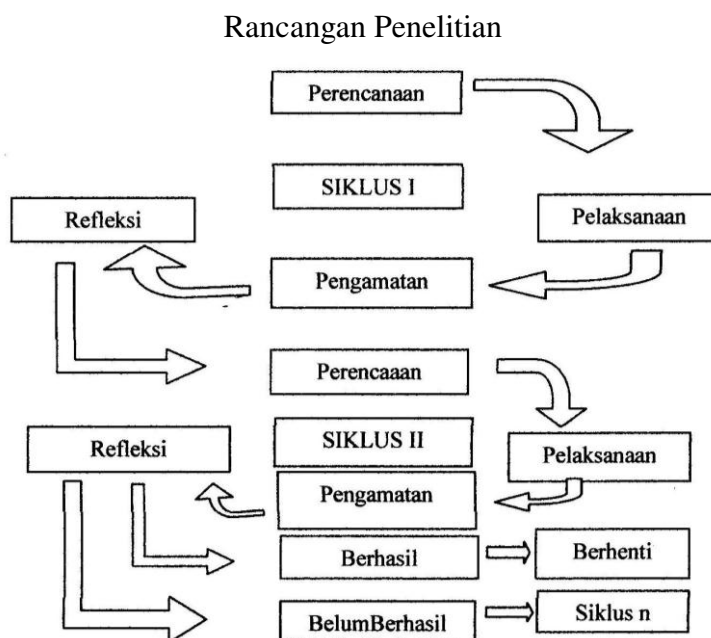 Rancangan Penelitian
Perencanaan
SIKLUS I
Refleksi
Pelaksanaan
Pengamatan
Perencaaan
SIKLUS II
Refleksi
Pelaksanaan
Pengamatan
Berhasil
Berhenti
BelumBerhasil
Siklus n